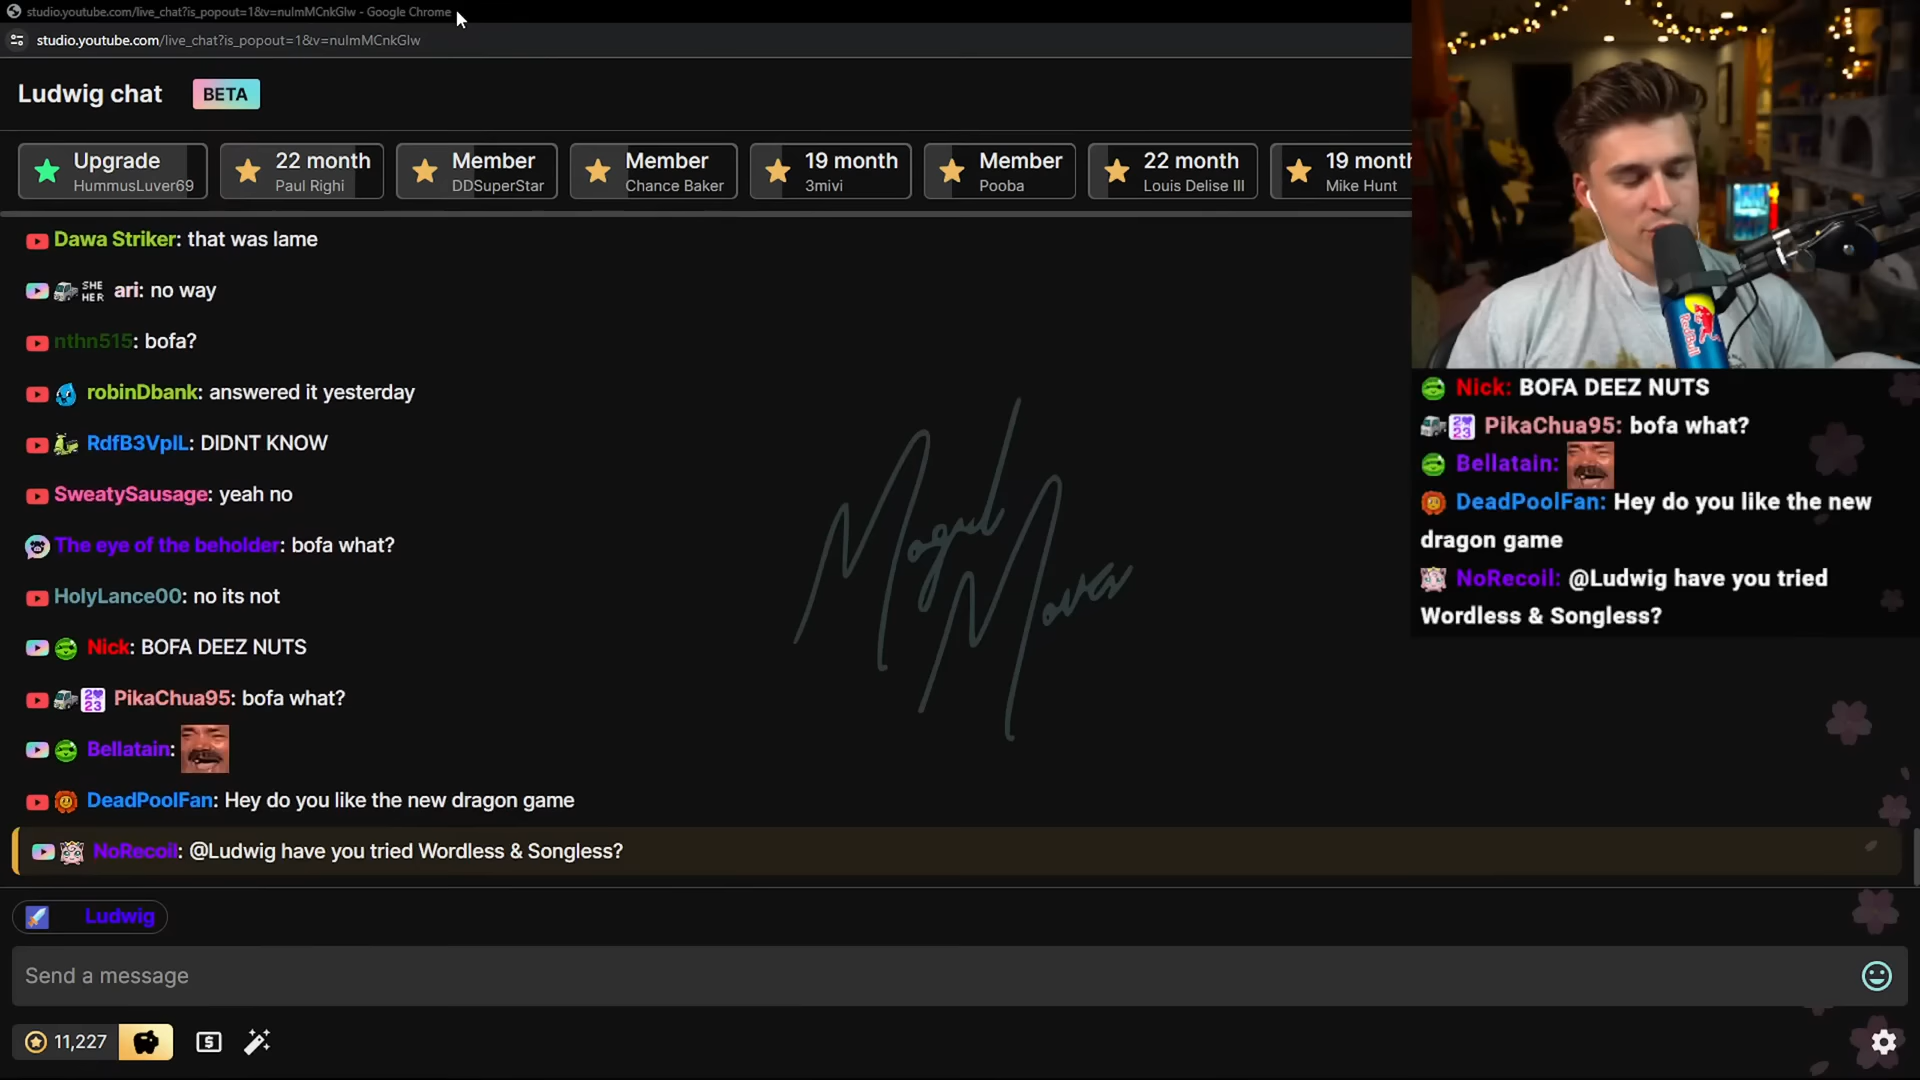 studio.youtube.com/live_chat?is_popout=1&v=nulmMCnkGlw - Google Chrome
studio.youtube.com/live_chat?is_popout=1&v=nulmMCnkGlw
Ludwig chat BETA
Upgrade
HummusLuver69
22 month
Paul Righi
Member
DDSuperStar
Member
Chance Baker
19 month
3mivi
Member
Pooba
22 month
Louis Delise III
19 month
Mike Hunt
Dawa Striker: that was lame
SHE HER ari: no way
nthn515: bofa?
robinDbank: answered it yesterday
RdfB3VplL: DIDNT KNOW
SweatySausage: yeah no
The eye of the beholder: bofa what?
HolyLance00: no its not
Nick: BOFA DEEZ NUTS
2023 PikaChua95: bofa what?
Bellatain:
DeadPoolFan: Hey do you like the new dragon game
NoRecoil: @Ludwig have you tried Wordless & Songless?
Ludwig
Send a message
11,227
Mogul
Moves
RedBull
Nick: BOFA DEEZ NUTS
2023 PikaChua95: bofa what?
Bellatain:
DeadPoolFan: Hey do you like the new
dragon game
NoRecoil: @Ludwig have you tried
Wordless & Songless?